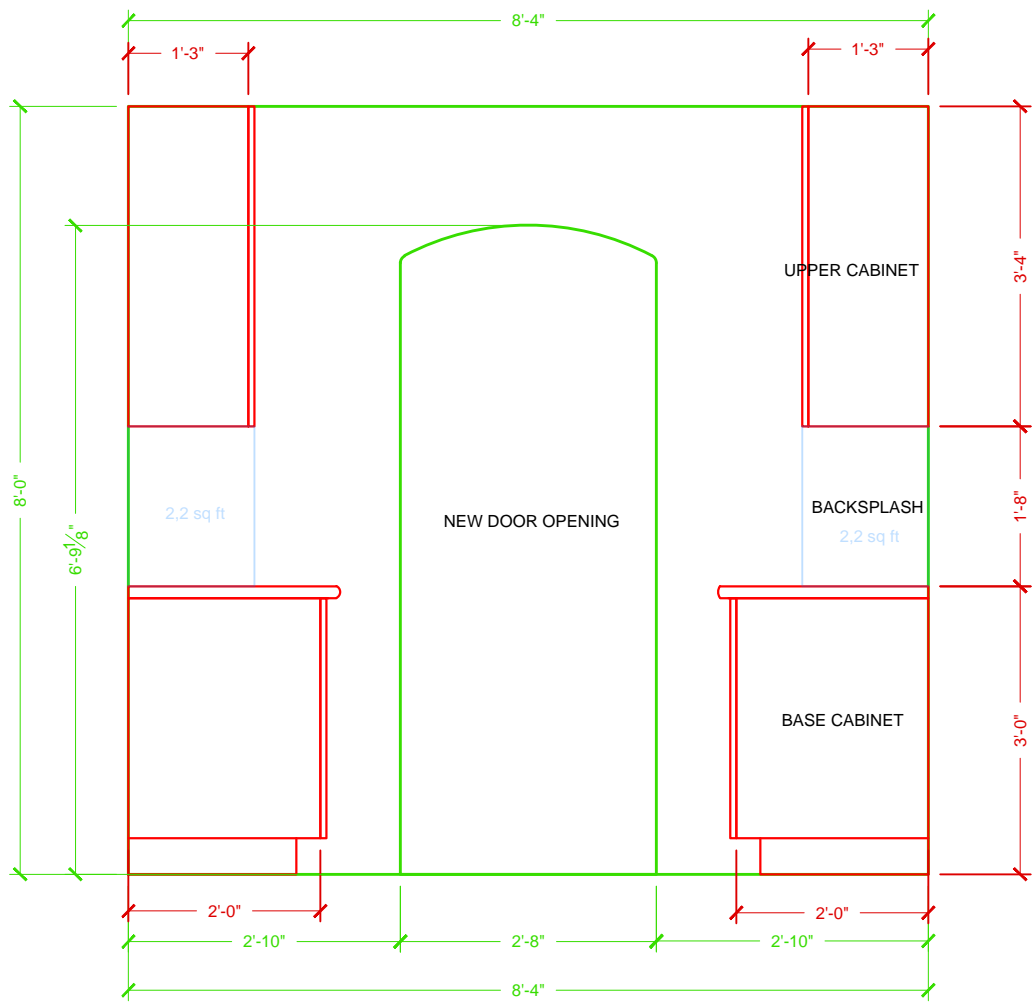 8'-4"
1'-3"
1'-3"
UPPER CABINET
3'-4"
8'-0"
6'-9 1/8"
2,2 sq ft
NEW DOOR OPENING
BACKSPLASH
2,2 sq ft
1'-8"
BASE CABINET
3'-0"
2'-0"
2'-0"
2'-10"
2'-8"
2'-10"
8'-4"